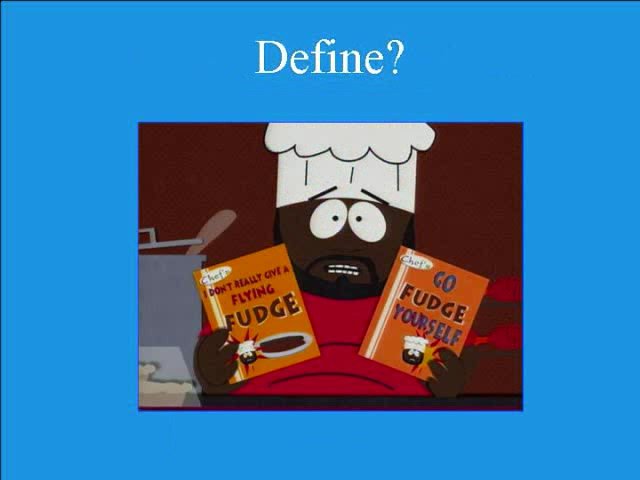 Define?
Chef's
I DON'T REALLY GIVE A
FLYING
FUDGE
Chef's
GO
FUDGE
YOURSELF